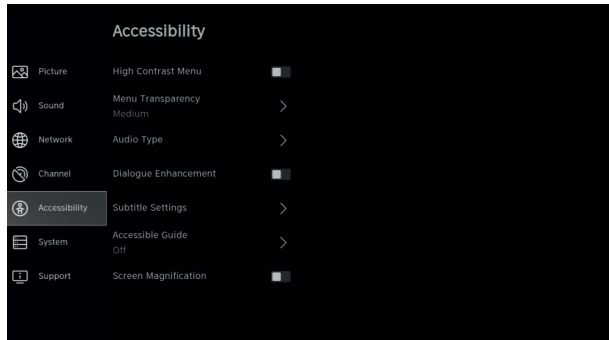 Accessibility
Picture
High Contrast Menu
Sound
Menu Transparency
Medium
Network
Audio Type
Channel
Dialogue Enhancement
Accessibility
Subtitle Settings
System
Accessible Guide
Off
Support
Screen Magnification